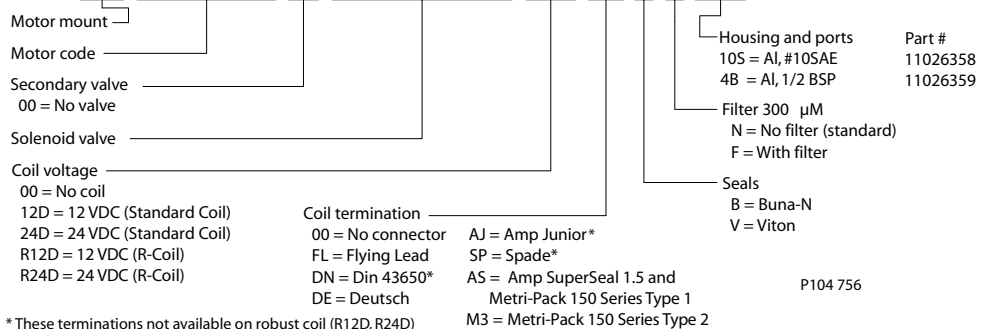 Motor mount
Motor code
Secondary valve
00 = No valve
Solenoid valve
Coil voltage
00 = No coil
12D = 12 VDC (Standard Coil)
24D = 24 VDC (Standard Coil)
R12D = 12 VDC (R-Coil)
R24D = 24 VDC (R-Coil)
* These terminations not available on robust coil (R12D, R24D)
Coil termination
00 = No connector
FL = Flying Lead
DN = Din 43650*
DE = Deutsch
AJ = Amp Junior*
SP = Spade*
AS = Amp SuperSeal 1.5 and
Metri-Pack 150 Series Type 1
M3 = Metri-Pack 150 Series Type 2
Housing and ports Part #
10S = Al, #10SAE 11026358
4B = Al, 1/2 BSP 11026359
Filter 300 µM
N = No filter (standard)
F = With filter
Seals
B = Buna-N
V = Viton
P104 756